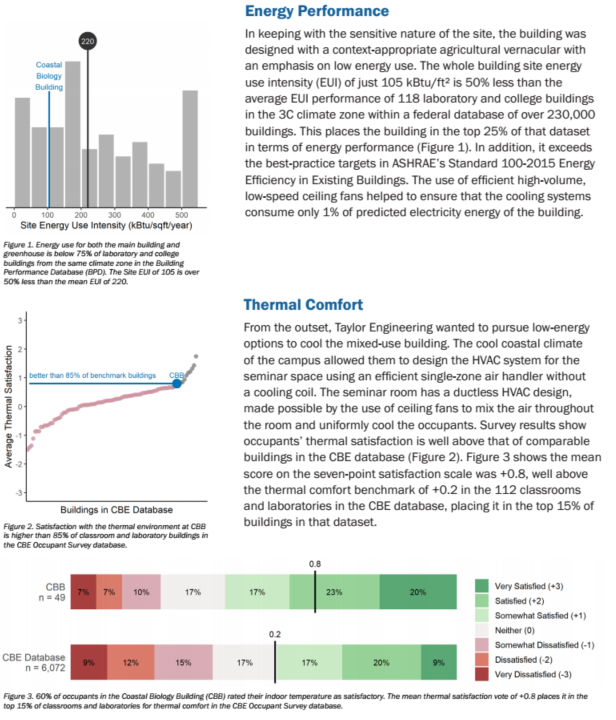 Energy Performance
In keeping with the sensitive nature of the site, the building was
designed with a context-appropriate agricultural vernacular with
an emphasis on low energy use. The whole building site energy
use intensity (EUI) of just 105 kBtu/ft² is 50% less than the
average EUI performance of 118 laboratory and college buildings
in the 3C climate zone within a federal database of over 230,000
buildings. This places the building in the top 25% of that dataset
in terms of energy performance (Figure 1). In addition, it exceeds
the best-practice targets in ASHRAE's Standard 100-2015 Energy
Efficiency in Existing Buildings. The use of efficient high-volume,
low-speed ceiling fans helped to ensure that the cooling systems
consume only 1% of predicted electricity energy of the building.
220
Coastal
Biology
Building
0 100 200 300 400 500
Site Energy Use Intensity (kBtu/sqft/year)
Figure 1. Energy use for both the main building and
greenhouse is below 75% of laboratory and college
buildings from the same climate zone in the Building
Performance Database (BPD). The Site EUI of 105 is over
50% less than the mean EUI of 220.
Thermal Comfort
From the outset, Taylor Engineering wanted to pursue low-energy
options to cool the mixed-use building. The cool coastal climate
of the campus allowed them to design the HVAC system for the
seminar space using an efficient single-zone air handler without
a cooling coil. The seminar room has a ductless HVAC design,
made possible by the use of ceiling fans to mix the air throughout
the room and uniformly cool the occupants. Survey results show
occupants' thermal satisfaction is well above that of comparable
buildings in the CBE database (Figure 2). Figure 3 shows the mean
score on the seven-point satisfaction scale was +0.8, well above
the thermal comfort benchmark of +0.2 in the 112 classrooms
and laboratories in the CBE database, placing it in the top 15% of
buildings in that dataset.
Average Thermal Satisfaction
3
2
1
0
-1
-2
-3
better than 85% of benchmark buildings CBB
Buildings in CBE Database
Figure 2. Satisfaction with the thermal environment at CBB
is higher than 85% of classroom and laboratory buildings in
the CBE Occupant Survey database.
0.8
CBB
n = 49
7% 7% 10% 17% 17% 23% 20%
0.2
CBE Database
n = 6,072
9% 12% 15% 17% 17% 20% 9%
Very Satisfied (+3)
Satisfied (+2)
Somewhat Satisfied (+1)
Neither (0)
Somewhat Dissatisfied (-1)
Dissatisfied (-2)
Very Dissatisfied (-3)
Figure 3. 60% of occupants in the Coastal Biology Building (CBB) rated their indoor temperature as satisfactory. The mean thermal satisfaction vote of +0.8 places it in the
top 15% of classrooms and laboratories for thermal comfort in the CBE Occupant Survey database.